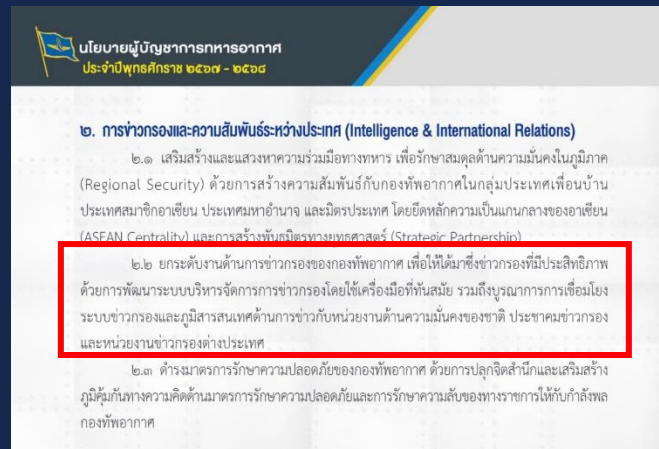 นโยบายผู้บัญชาการทหารอากาศ
ประจำปีพุทธศักราช ๒๕๖๗ - ๒๕๖๘
๒. การข่าวกรองและความสัมพันธ์ระหว่างประเทศ (Intelligence & International Relations)
๒.๑ เสริมสร้างและแสวงหาความร่วมมือทางทหาร เพื่อรักษาสมดุลด้านความมั่นคงในภูมิภาค
(Regional Security) ด้วยการสร้างความสัมพันธ์กับกองทัพอากาศในกลุ่มประเทศเพื่อนบ้าน
ประเทศสมาชิกอาเซียน ประเทศมหาอำนาจ และมิตรประเทศ โดยยึดหลักความเป็นแกนกลางของอาเซียน
(ASEAN Centrality) และการสร้างพันธมิตรทางยุทธศาสตร์ (Strategic Partnership)
๒.๒ ยกระดับงานด้านการข่าวกรองของกองทัพอากาศ เพื่อให้ได้มาซึ่งข่าวกรองที่มีประสิทธิภาพ
ด้วยการพัฒนาระบบบริหารจัดการการข่าวกรองโดยใช้เครื่องมือที่ทันสมัย รวมถึงบูรณาการการเชื่อมโยง
ระบบข่าวกรองและภูมิสารสนเทศด้านการข่าวกับหน่วยงานด้านความมั่นคงของชาติ ประชาคมข่าวกรอง
และหน่วยงานข่าวกรองต่างประเทศ
๒.๓ ดำรงมาตรการรักษาความปลอดภัยของกองทัพอากาศ ด้วยการปลูกจิตสำนึกและเสริมสร้าง
ภูมิคุ้มกันทางความคิดด้านมาตรการรักษาความปลอดภัยและการรักษาความลับของทางราชการให้กับกำลังพล
กองทัพอากาศ